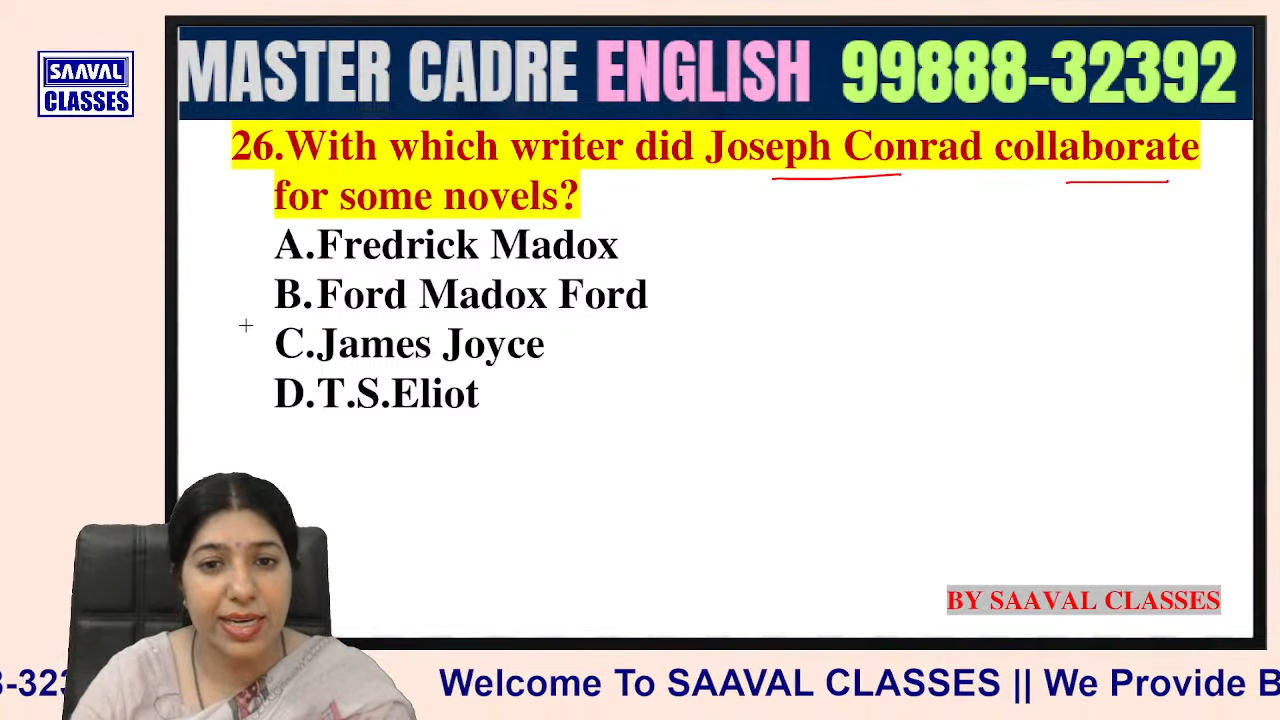 SAAVAL
CLASSES
MASTER CADRE ENGLISH 99888-32392
26.With which writer did Joseph Conrad collaborate
for some novels?
A.Fredrick Madox
B.Ford Madox Ford
C.James Joyce
D.T.S.Eliot
BY SAAVAL CLASSES
Welcome To SAAVAL CLASSES || We Provide B